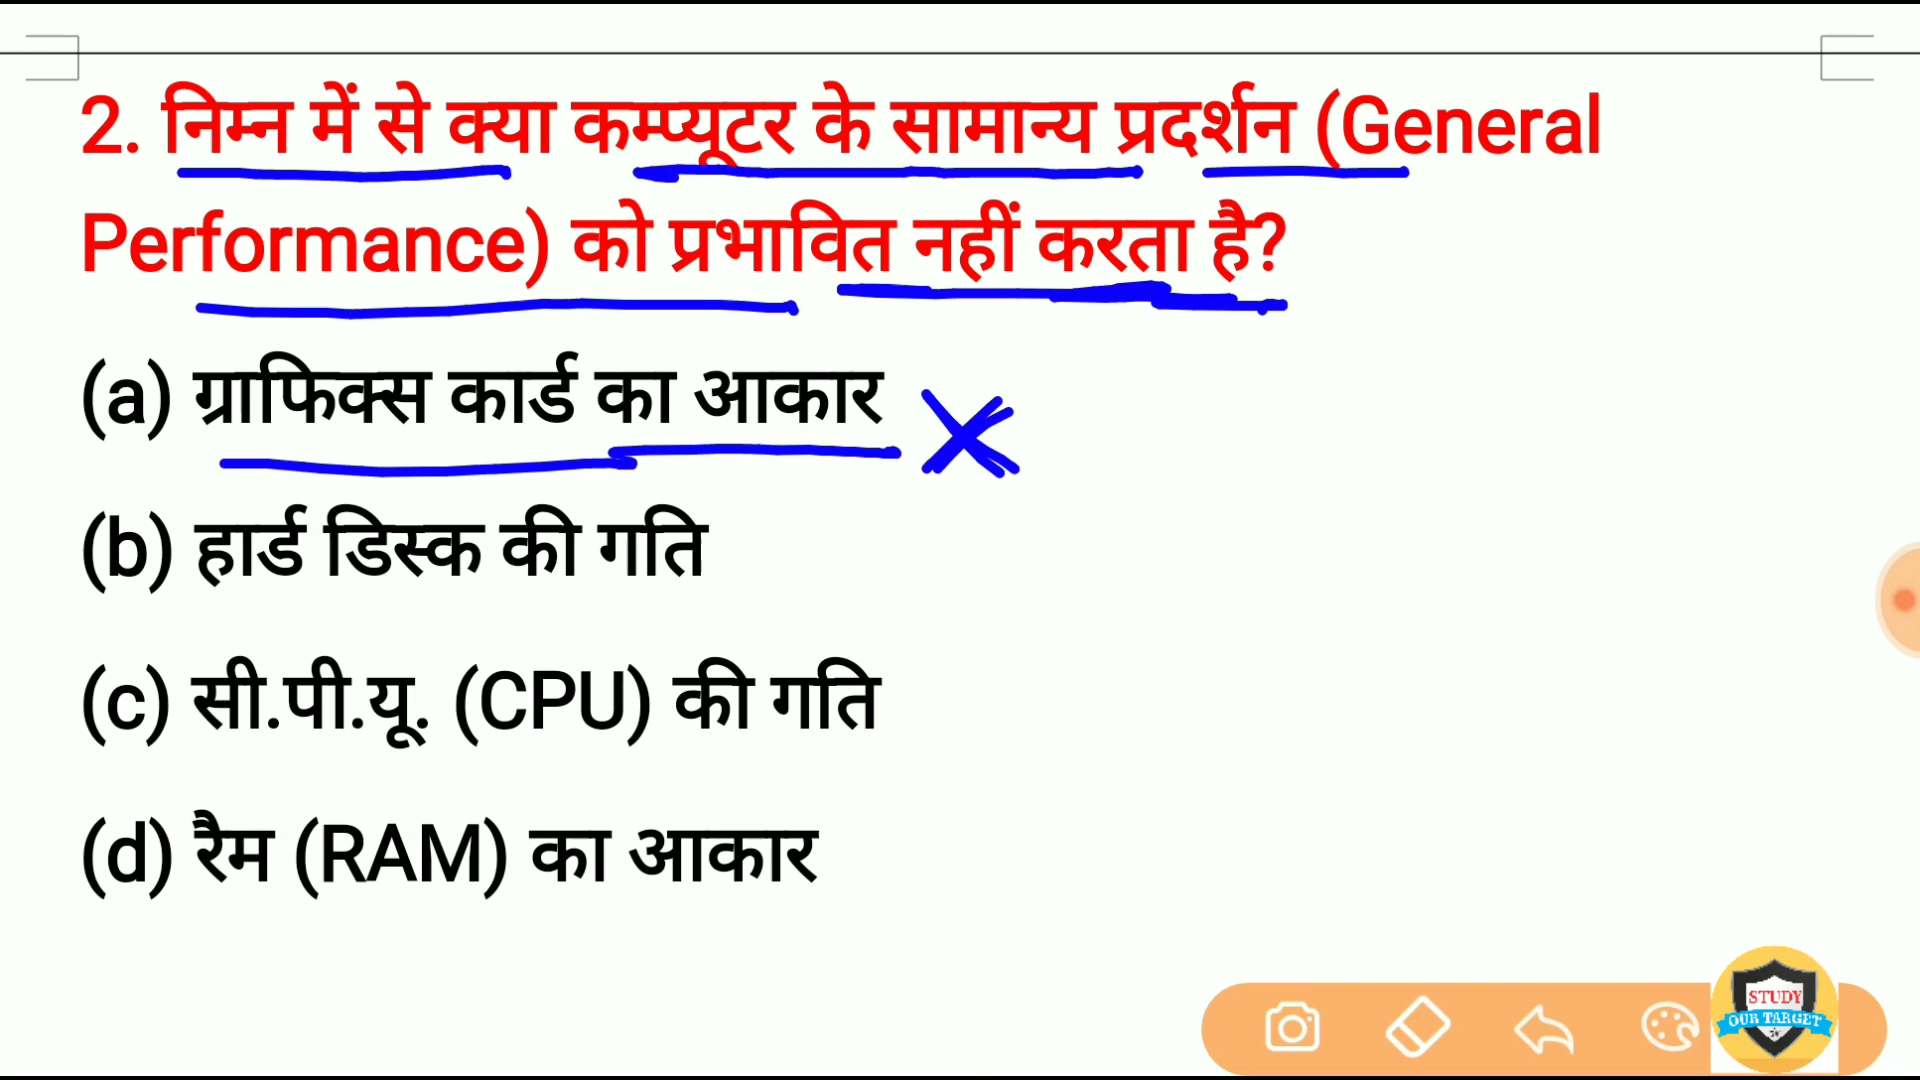 2. निम्न में से क्या कम्प्यूटर के सामान्य प्रदर्शन (General
Performance) को प्रभावित नहीं करता है?
(a) ग्राफिक्स कार्ड का आकार
(b) हार्ड डिस्क की गति
(c) सी.पी.यू. (CPU) की गति
(d) रैम (RAM) का आकार
STUDY
OUR TARGET